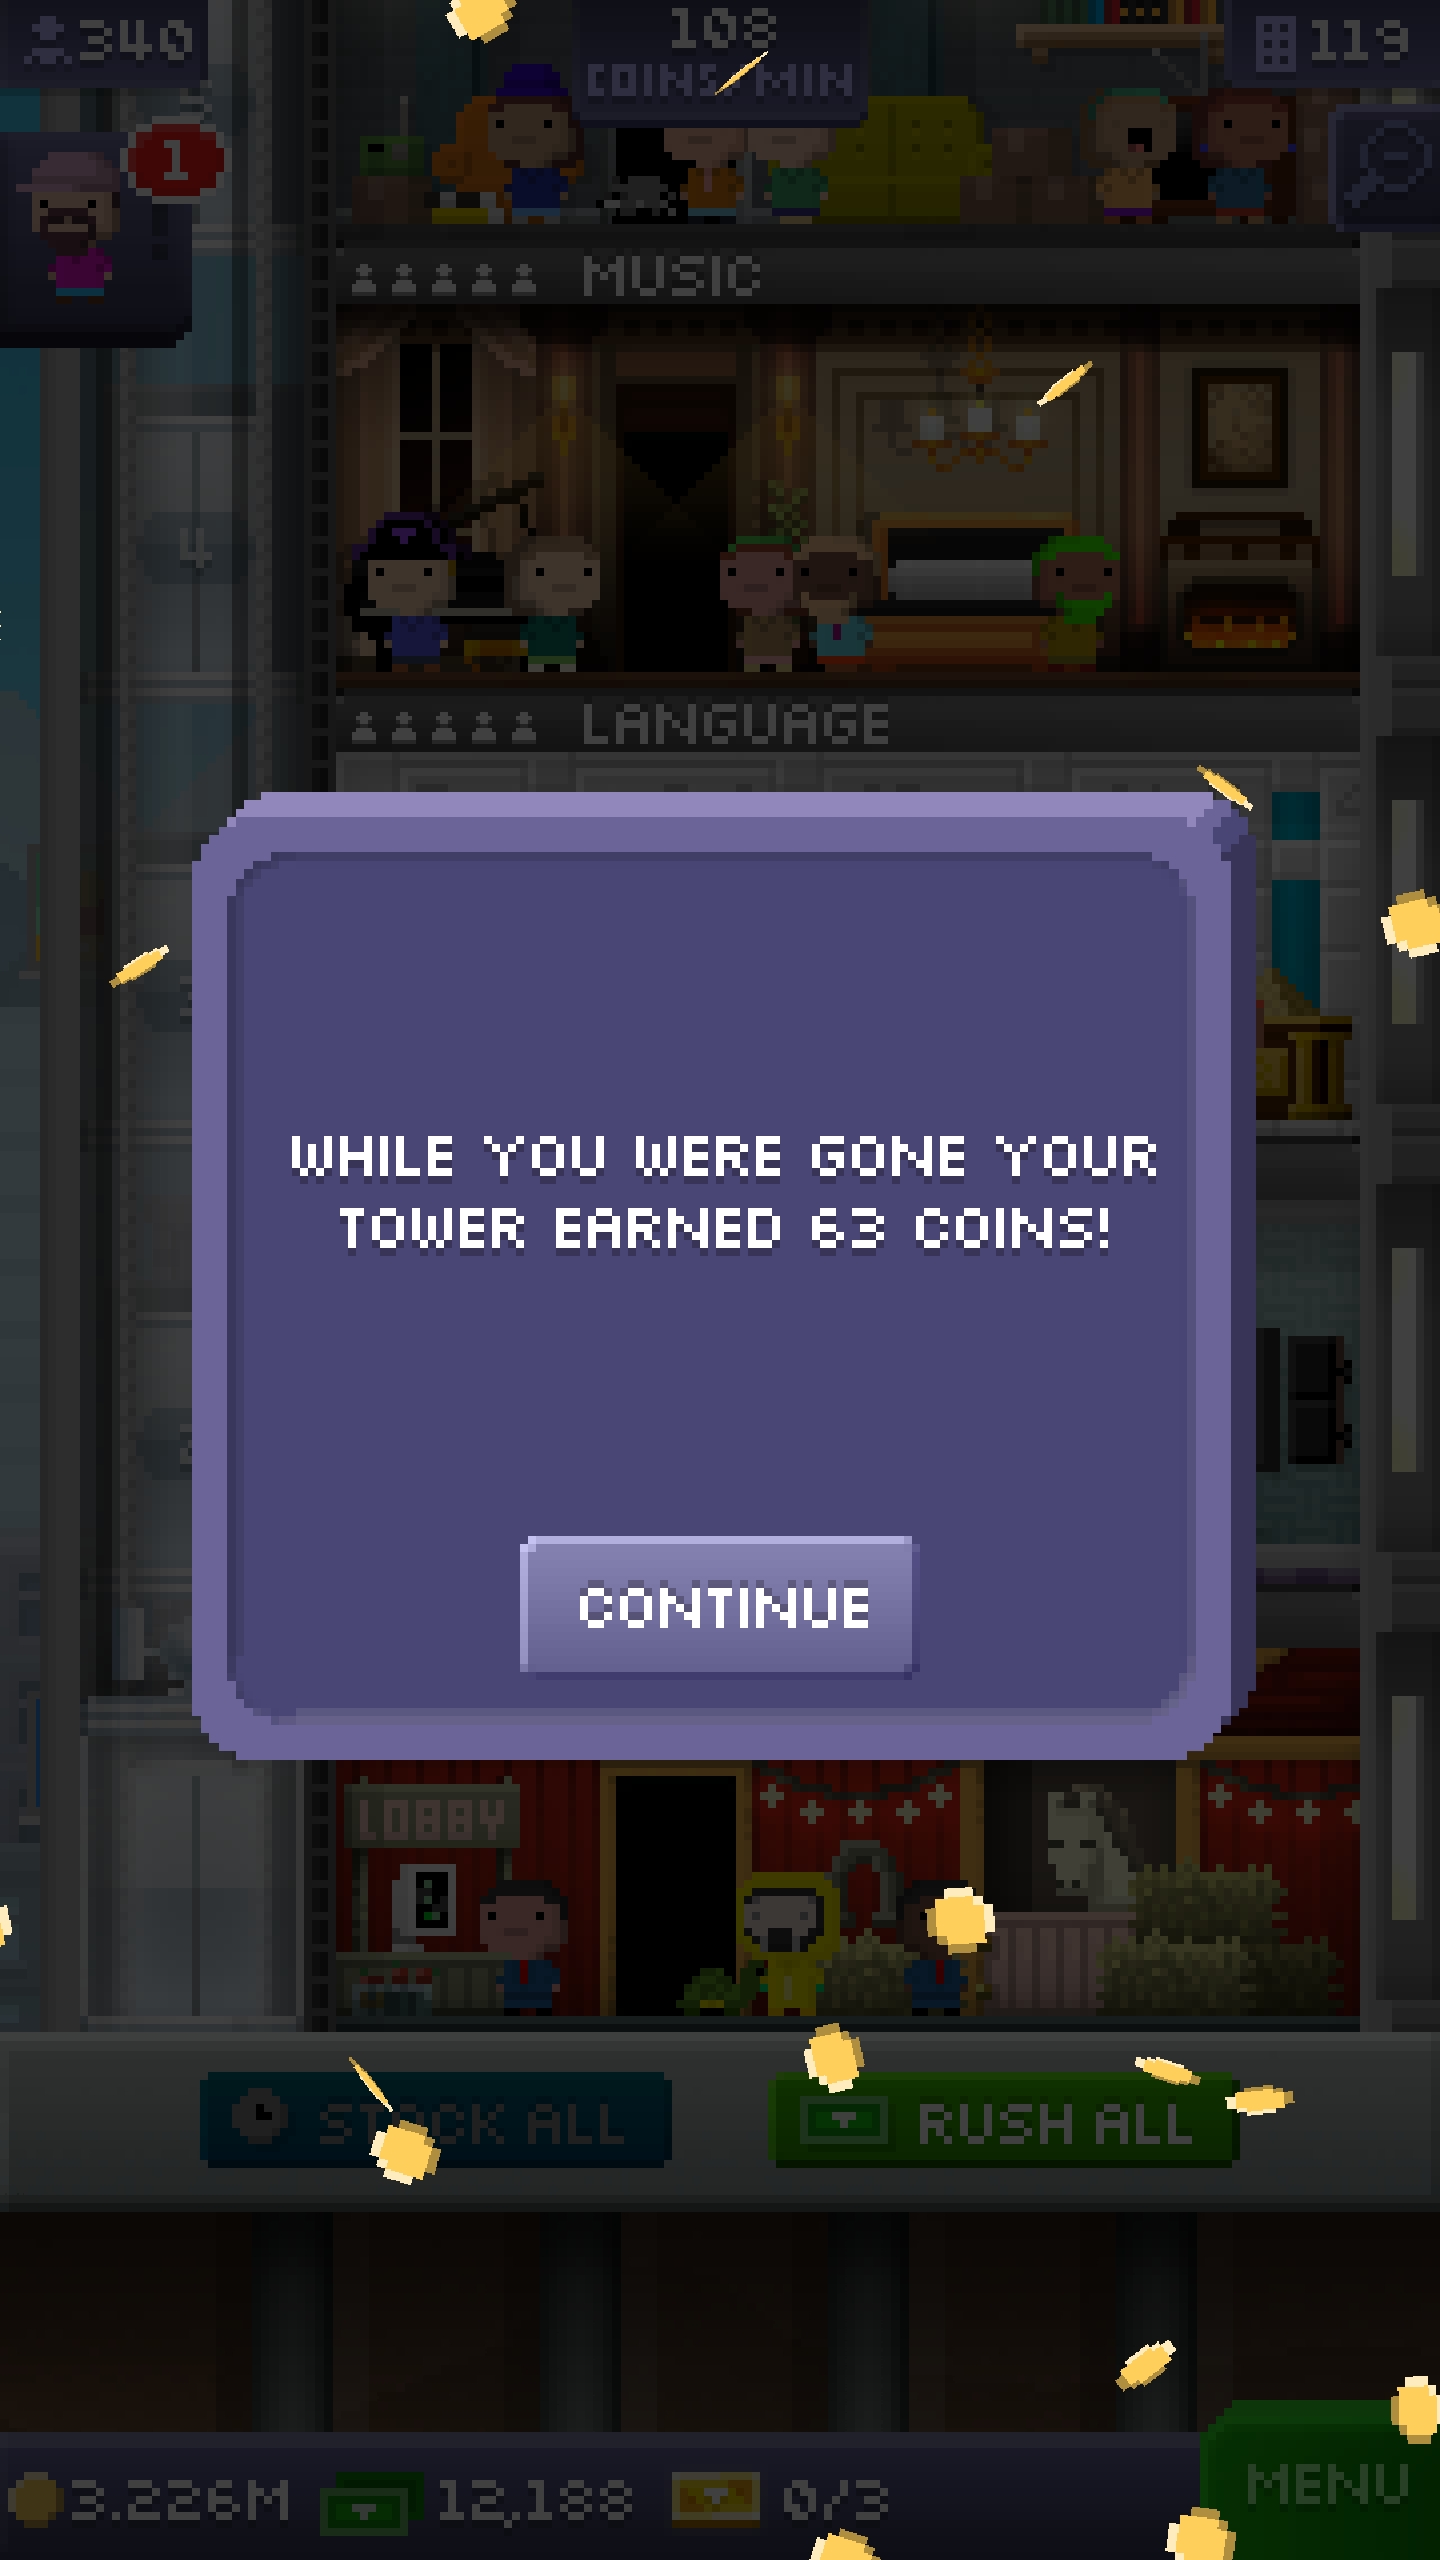 340
108
COINS/MIN
119
1
MUSIC
4
LANGUAGE
WHILE YOU WERE GONE YOUR
TOWER EARNED 63 COINS!
CONTINUE
LOBBY
STOCK ALL
RUSH ALL
3.226M
12,188
0/3
MENU